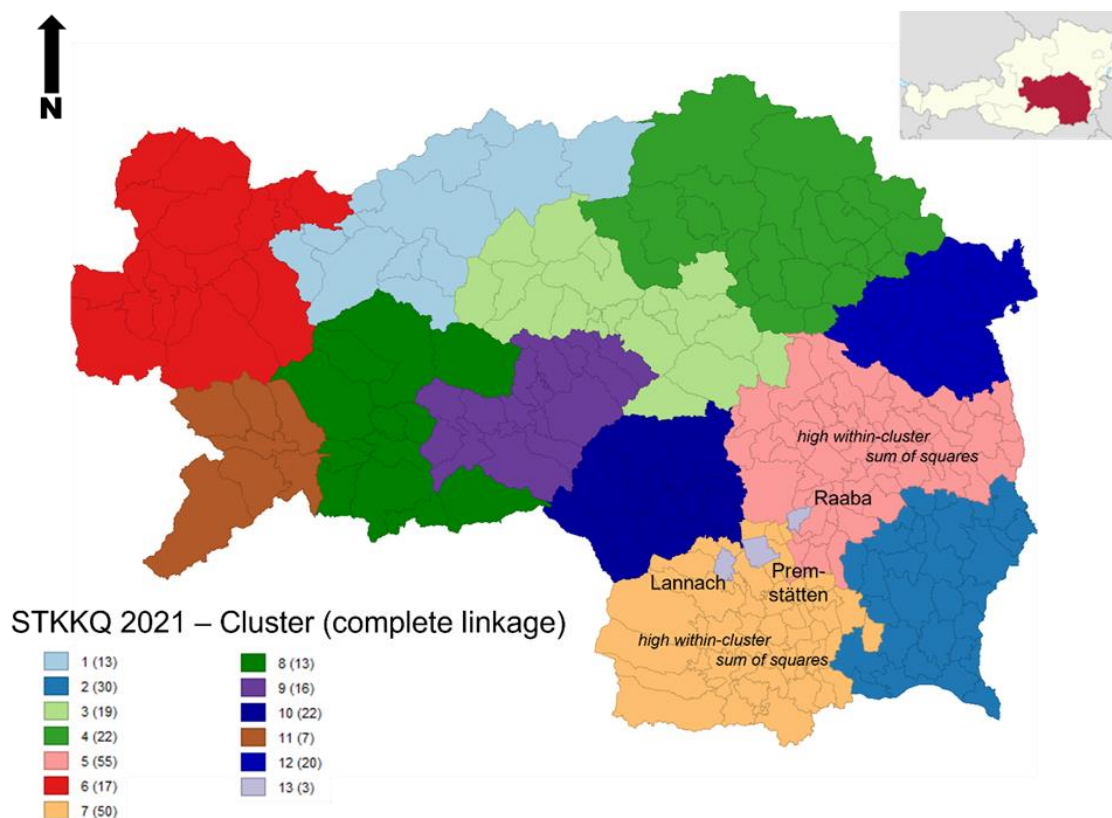 N
high within-cluster
sum of squares
Raaba
Lannach
Prem-
stätten
high within-cluster
sum of squares
STKKQ 2021 – Cluster (complete linkage)
1 (13)
2 (30)
3 (19)
4 (22)
5 (55)
6 (17)
7 (50)
8 (13)
9 (16)
10 (22)
11 (7)
12 (20)
13 (3)